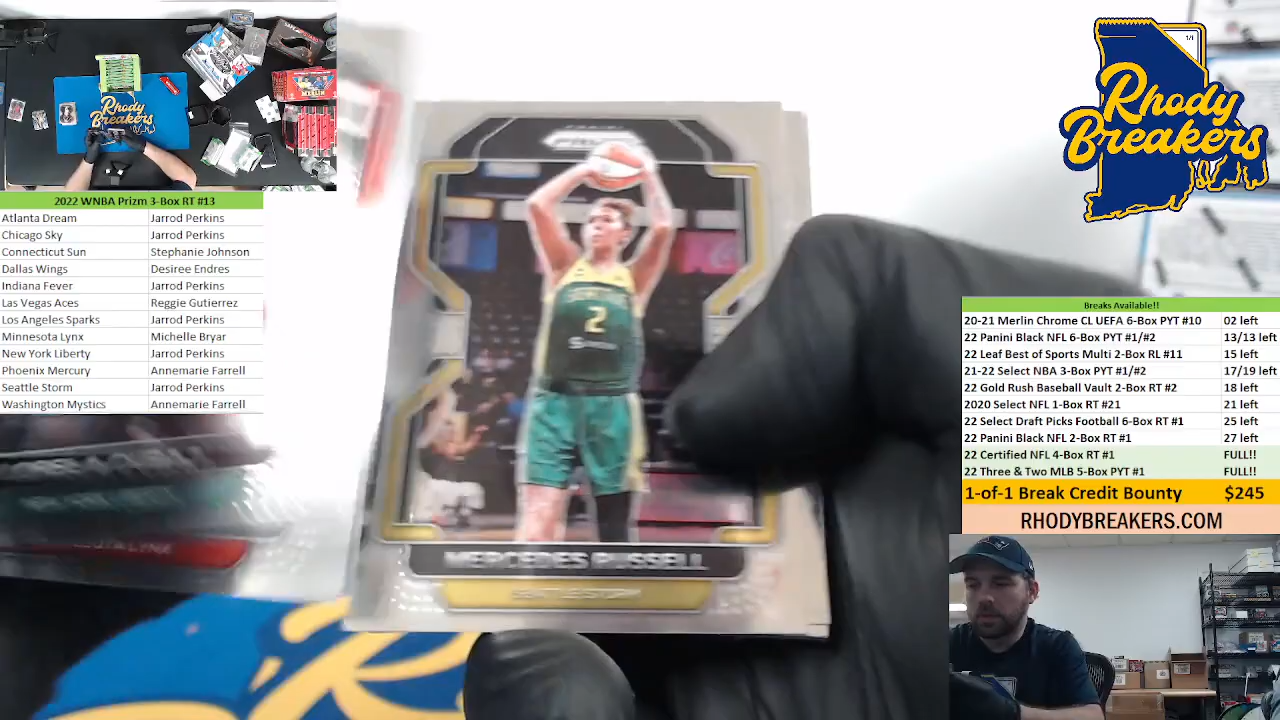 Rhody
Breakers
1/1
Rhody
Breakers
2022 WNBA Prizm 3-Box RT #13
Atlanta Dream Jarrod Perkins
Chicago Sky Jarrod Perkins
Connecticut Sun Stephanie Johnson
Dallas Wings Desiree Endres
Indiana Fever Jarrod Perkins
Las Vegas Aces Reggie Gutierrez
Los Angeles Sparks Jarrod Perkins
Minnesota Lynx Michelle Bryar
New York Liberty Jarrod Perkins
Phoenix Mercury Annemarie Farrell
Seattle Storm Jarrod Perkins
Washington Mystics Annemarie Farrell
PRIZM
2
MERCEDES RUSSELL
SEATTLE STORM
Breaks Available!!
20-21 Merlin Chrome CL UEFA 6-Box PYT #10 02 left
22 Panini Black NFL 6-Box PYT #1/#2 13/13 left
22 Leaf Best of Sports Multi 2-Box RL #11 15 left
21-22 Select NBA 3-Box PYT #1/#2 17/19 left
22 Gold Rush Baseball Vault 2-Box RT #2 18 left
2020 Select NFL 1-Box RT #21 21 left
22 Select Draft Picks Football 6-Box RT #1 25 left
22 Panini Black NFL 2-Box RT #1 27 left
22 Certified NFL 4-Box RT #1 FULL!!
22 Three & Two MLB 5-Box PYT #1 FULL!!
1-of-1 Break Credit Bounty $245
RHODYBREAKERS.COM